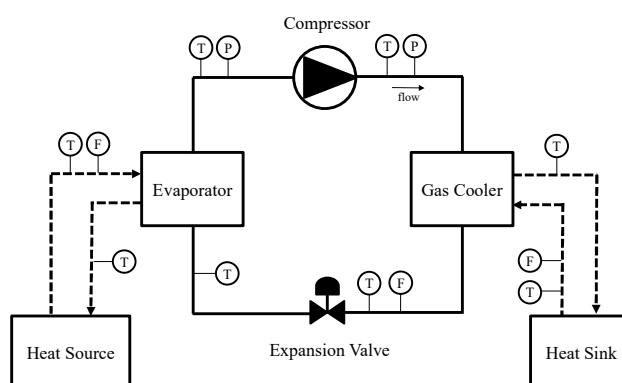 Compressor
T P
T P
flow
T F
Evaporator
Gas Cooler
T
T
T
T F
F
T
Heat Source
Expansion Valve
Heat Sink